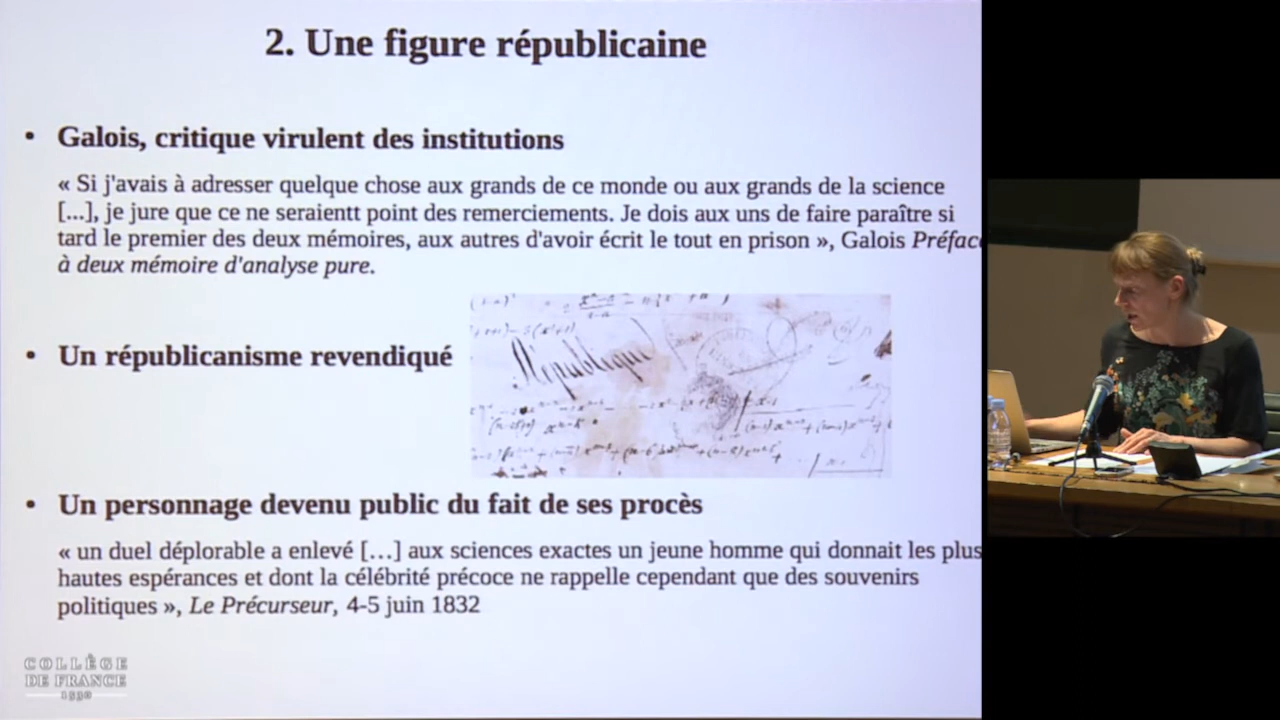 2. Une figure républicaine
• Galois, critique virulent des institutions
« Si j'avais à adresser quelque chose aux grands de ce monde ou aux grands de la science
[...], je jure que ce ne seraientt point des remerciements. Je dois aux uns de faire paraître si
tard le premier des deux mémoires, aux autres d'avoir écrit le tout en prison », Galois Préfac
à deux mémoire d'analyse pure.
République
• Un républicanisme revendiqué
• Un personnage devenu public du fait de ses procès
« un duel déplorable a enlevé […] aux sciences exactes un jeune homme qui donnait les plus
hautes espérances et dont la célébrité précoce ne rappelle cependant que des souvenirs
politiques », Le Précurseur, 4-5 juin 1832
COLLÈGE
DE FRANCE
1530